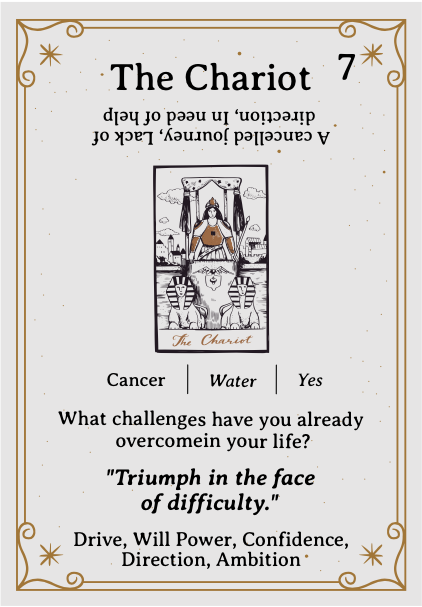 The Chariot
7
A cancelled journey, Lack of
direction, In need of help
The Chariot
Cancer | Water | Yes
What challenges have you already
overcomein your life?
"Triumph in the face
of difficulty."
Drive, Will Power, Confidence,
Direction, Ambition